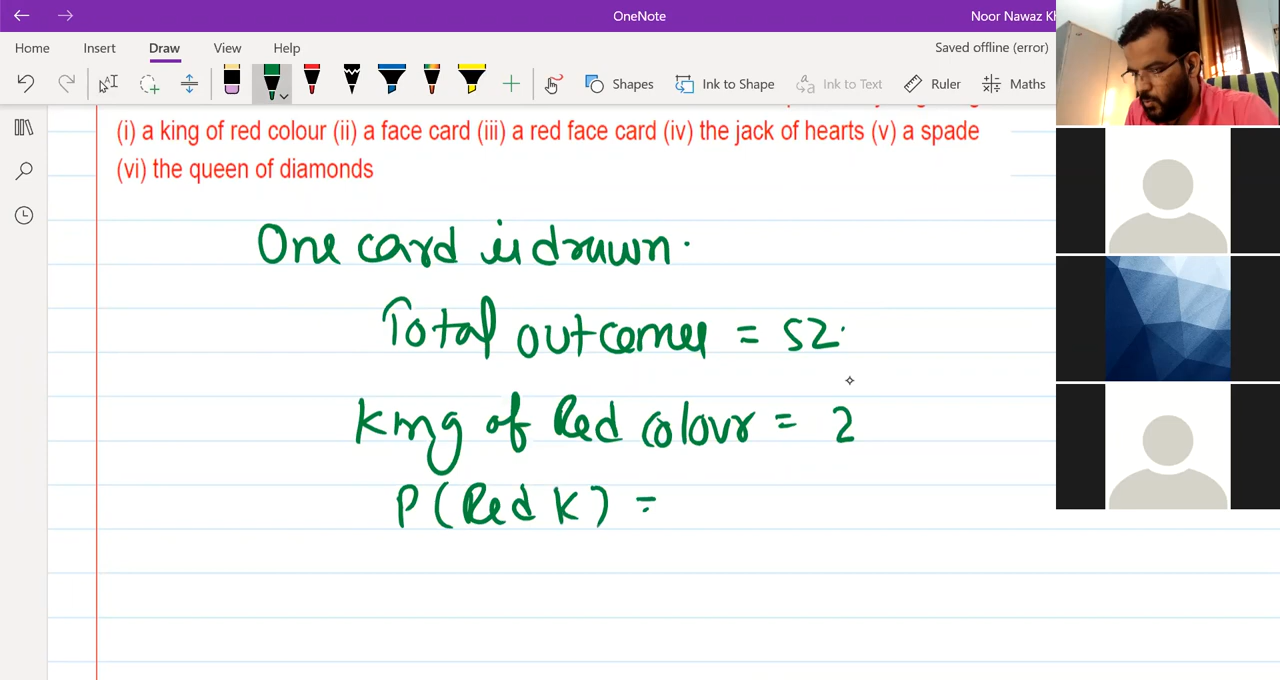 OneNote
Noor Nawaz Kh
Home Insert Draw View Help
Saved offline (error)
Shapes Ink to Shape Ink to Text Ruler Maths
(i) a king of red colour (ii) a face card (iii) a red face card (iv) the jack of hearts (v) a spade
(vi) the queen of diamonds
One card is drawn.
Total outcomes = 52.
King of Red colour = 2
P(Red K) =